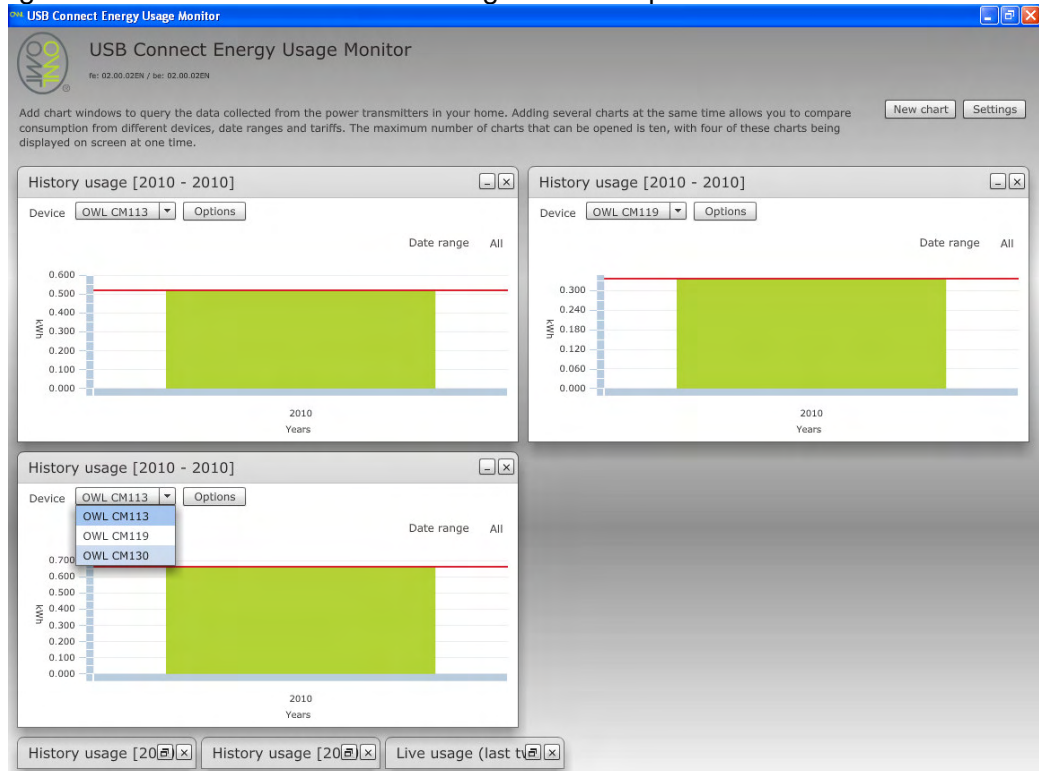 USB Connect Energy Usage Monitor
OWL OWL
USB Connect Energy Usage Monitor
fe: 02.00.02EN / be: 02.00.02EN
Add chart windows to query the data collected from the power transmitters in your home. Adding several charts at the same time allows you to compare
consumption from different devices, date ranges and tariffs. The maximum number of charts that can be opened is ten, with four of these charts being
displayed on screen at one time.
New chart Settings
History usage [2010 - 2010]
Device OWL CM113 Options
Date range All
0.600
0.500
0.400
0.300
0.200
0.100
0.000
kWh
2010
Years
History usage [2010 - 2010]
Device OWL CM119 Options
Date range All
0.300
0.240
0.180
0.120
0.060
0.000
kWh
2010
Years
History usage [2010 - 2010]
Device OWL CM113 Options
OWL CM113
OWL CM119
OWL CM130
Date range All
0.700
0.600
0.500
0.400
0.300
0.200
0.100
0.000
kWh
2010
Years
History usage [20
History usage [20
Live usage (last t